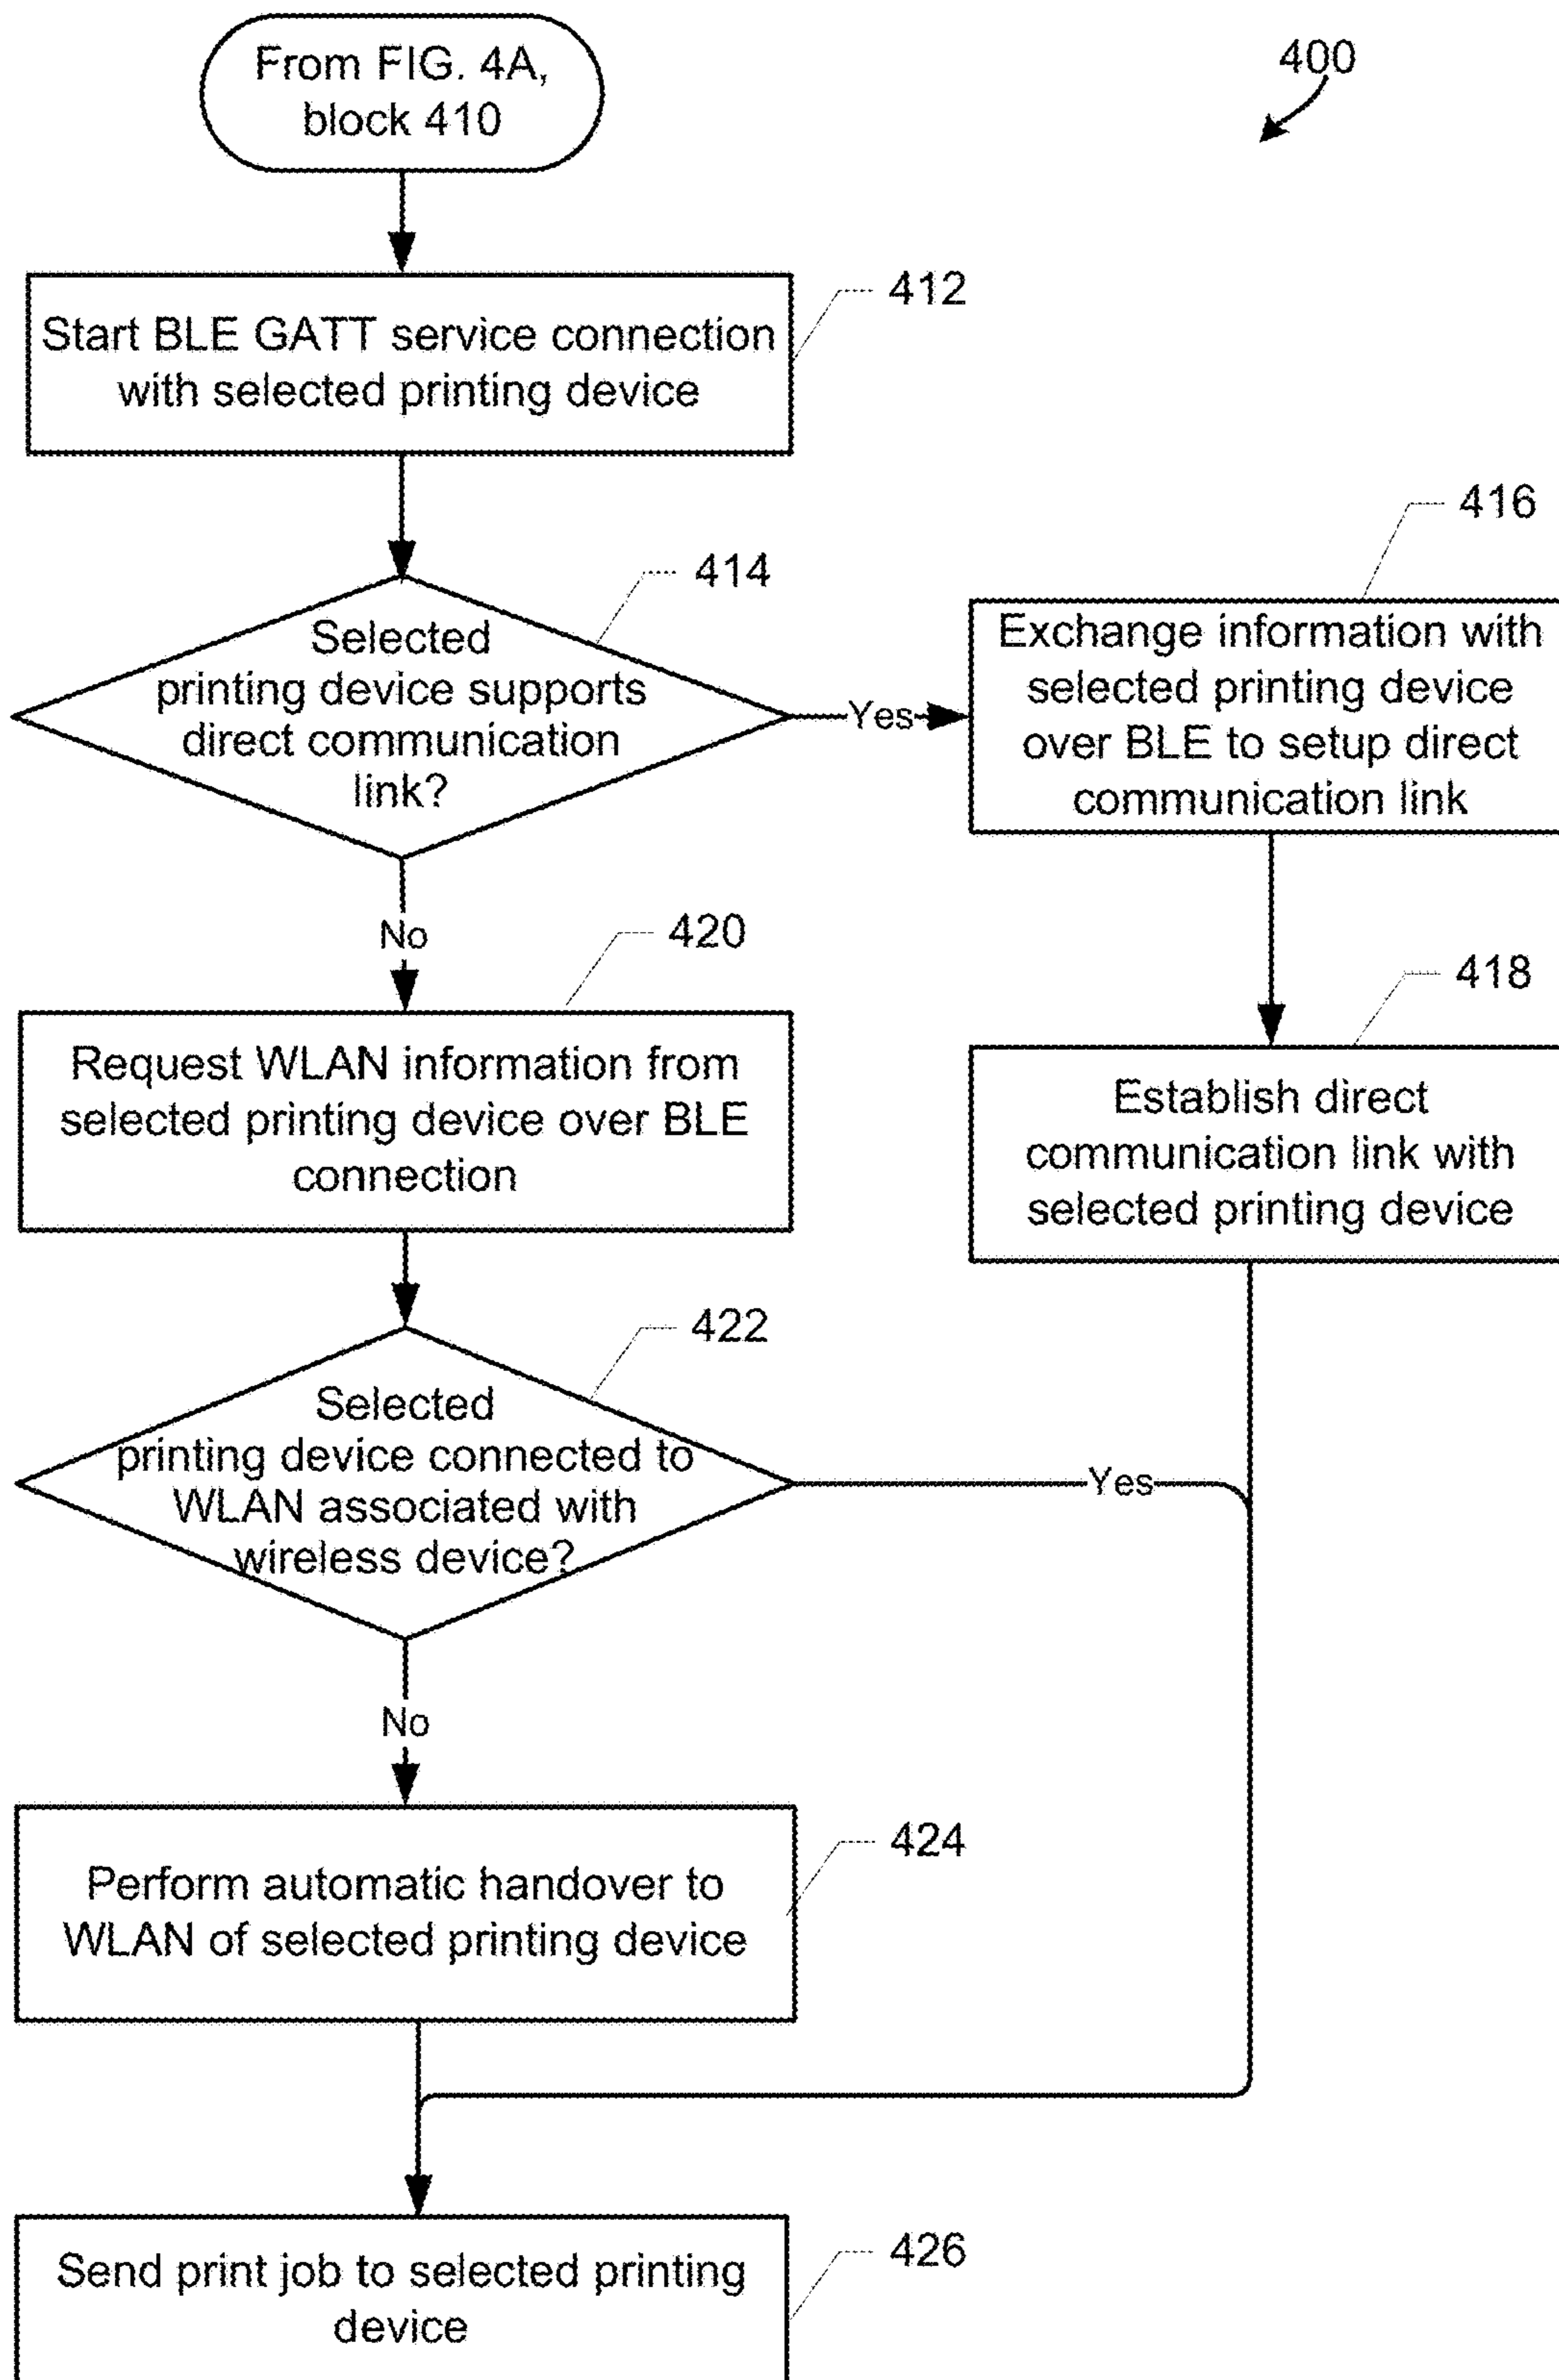 From FIG. 4A,
block 410
400
412
Start BLE GATT service connection
with selected printing device
414
Selected
printing device supports
direct communication
link?
Yes
416
Exchange information with
selected printing device
over BLE to setup direct
communication link
No
420
Request WLAN information from
selected printing device over BLE
connection
418
Establish direct
communication link with
selected printing device
422
Selected
printing device connected to
WLAN associated with
wireless device?
Yes
No
424
Perform automatic handover to
WLAN of selected printing device
426
Send print job to selected printing
device